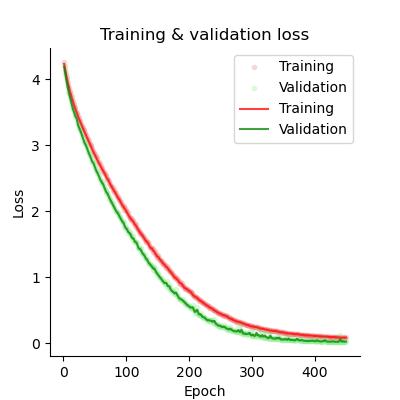 Training & validation loss
Training
Validation
Training
Validation
Loss
4
3
2
1
0
0 100 200 300 400
Epoch